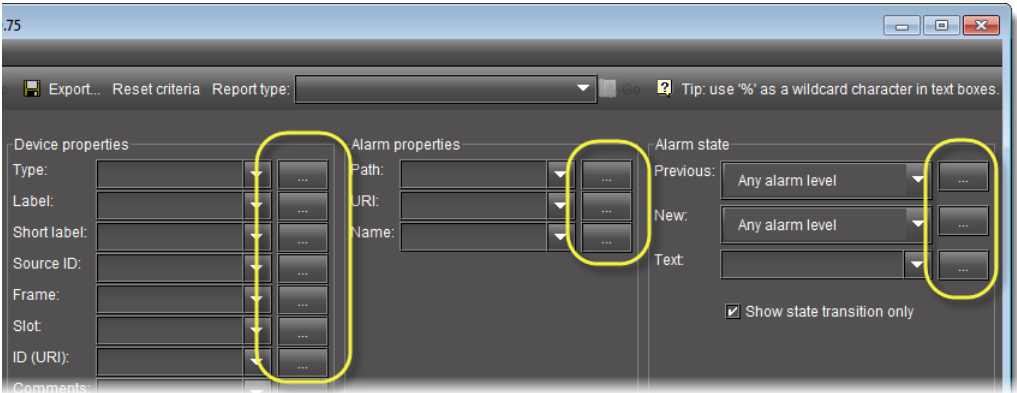 .75
Export... Reset criteria Report type: Go Tip: use '%' as a wildcard character in text boxes.
Device properties
Type: ...
Label: ...
Short label: ...
Source ID: ...
Frame: ...
Slot: ...
ID (URI): ...
Comments:
Alarm properties
Path: ...
URI: ...
Name: ...
Alarm state
Previous: Any alarm level ...
New: Any alarm level ...
Text: ...
Show state transition only